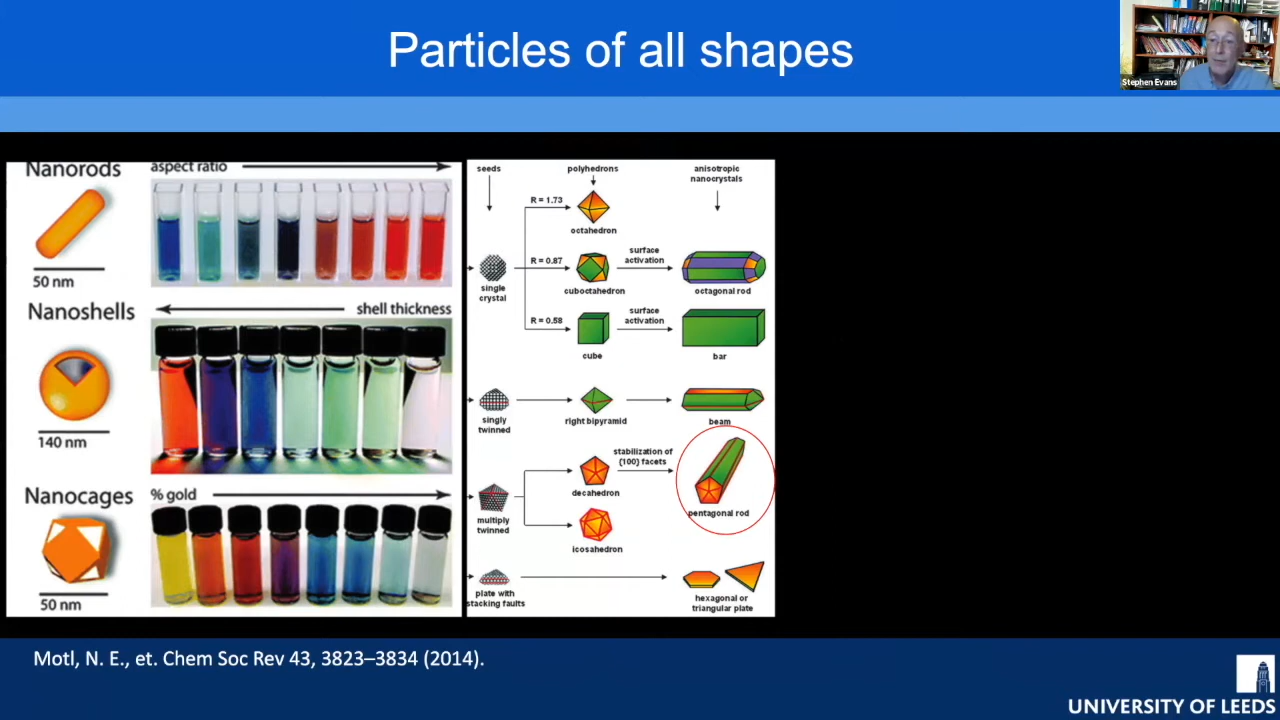 Particles of all shapes
Stephen Evans
Nanorods
aspect ratio
50 nm
Nanoshells
shell thickness
140 nm
Nanocages
% gold
50 nm
seeds
polyhedrons
anisotropic
nanocrystals
R = 1.73
octahedron
single
crystal
R = 0.87
cuboctahedron
surface
activation
octagonal rod
R = 0.58
cube
surface
activation
bar
singly
twinned
right bipyramid
beam
multiply
twinned
decahedron
stabilization of
{100} facets
pentagonal rod
icosahedron
plate with
stacking faults
hexagonal or
triangular plate
Motl, N. E., et. Chem Soc Rev 43, 3823–3834 (2014).
UNIVERSITY OF LEEDS